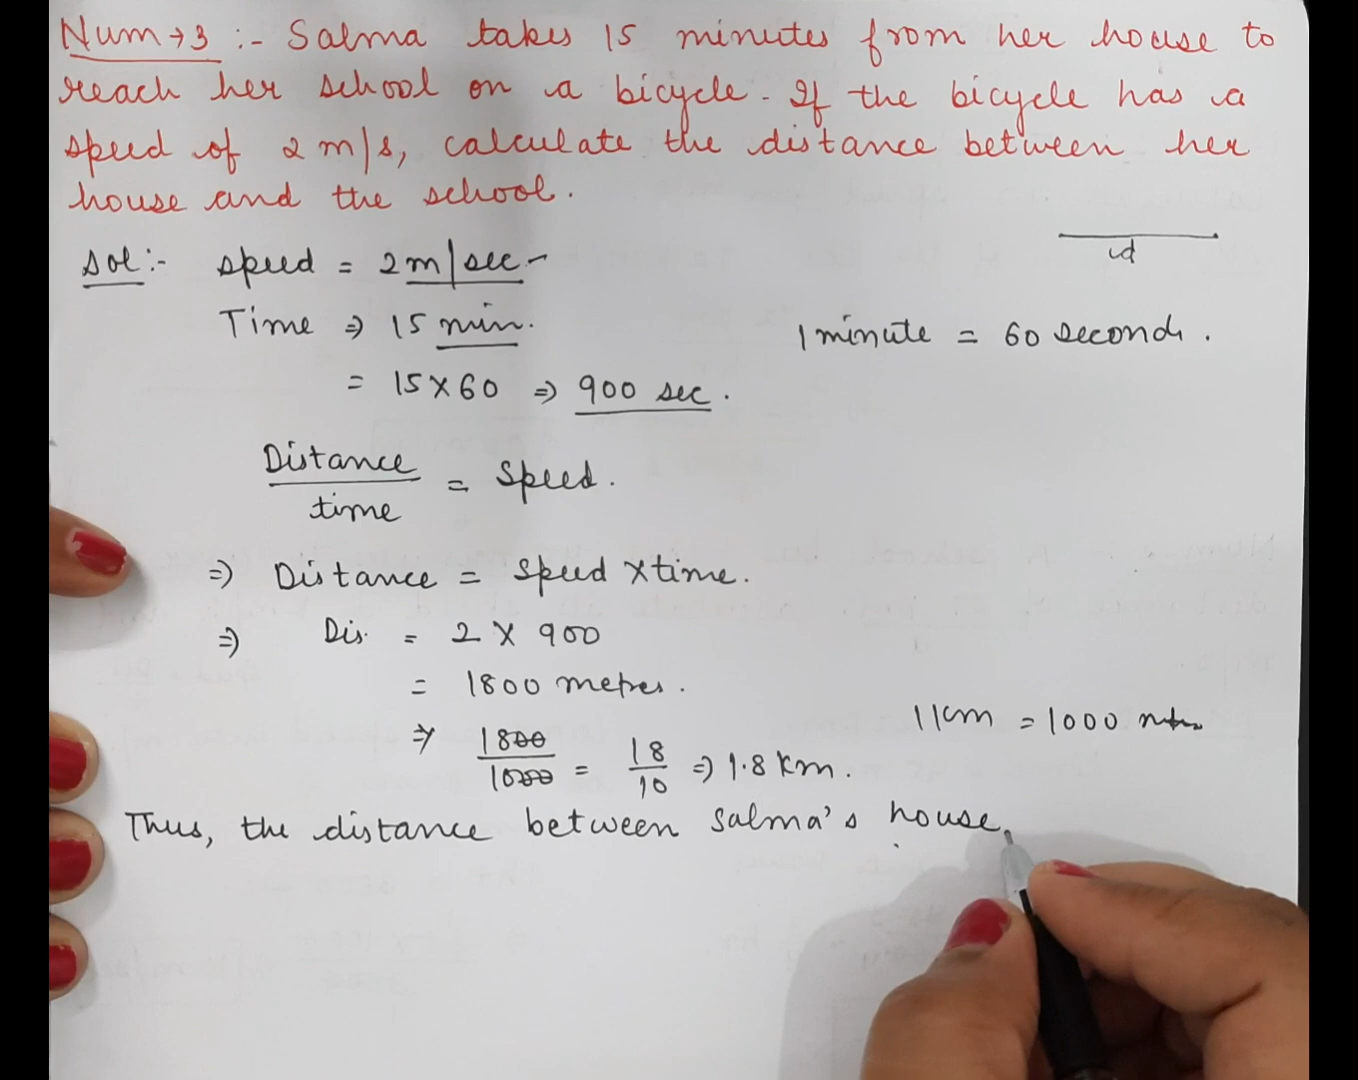 Num→3 :- Salma takes 15 minutes from her house to
reach her school on a bicycle. If the bicycle has a
speed of 2 m/s, calculate the distance between her
house and the school.
Sol:- Speed = 2m/sec
d
Time ⇒ 15 min.
1 minute = 60 seconds.
= 15×60 ⇒ 900 sec.
Distance
/time = Speed.
⇒ Distance = Speed × time.
⇒ Dis. = 2 × 900
= 1800 metres.
1 km = 1000
⇒ 1800/1000 = 18/10 ⇒ 1.8 km.
Thus, the distance between Salma's house